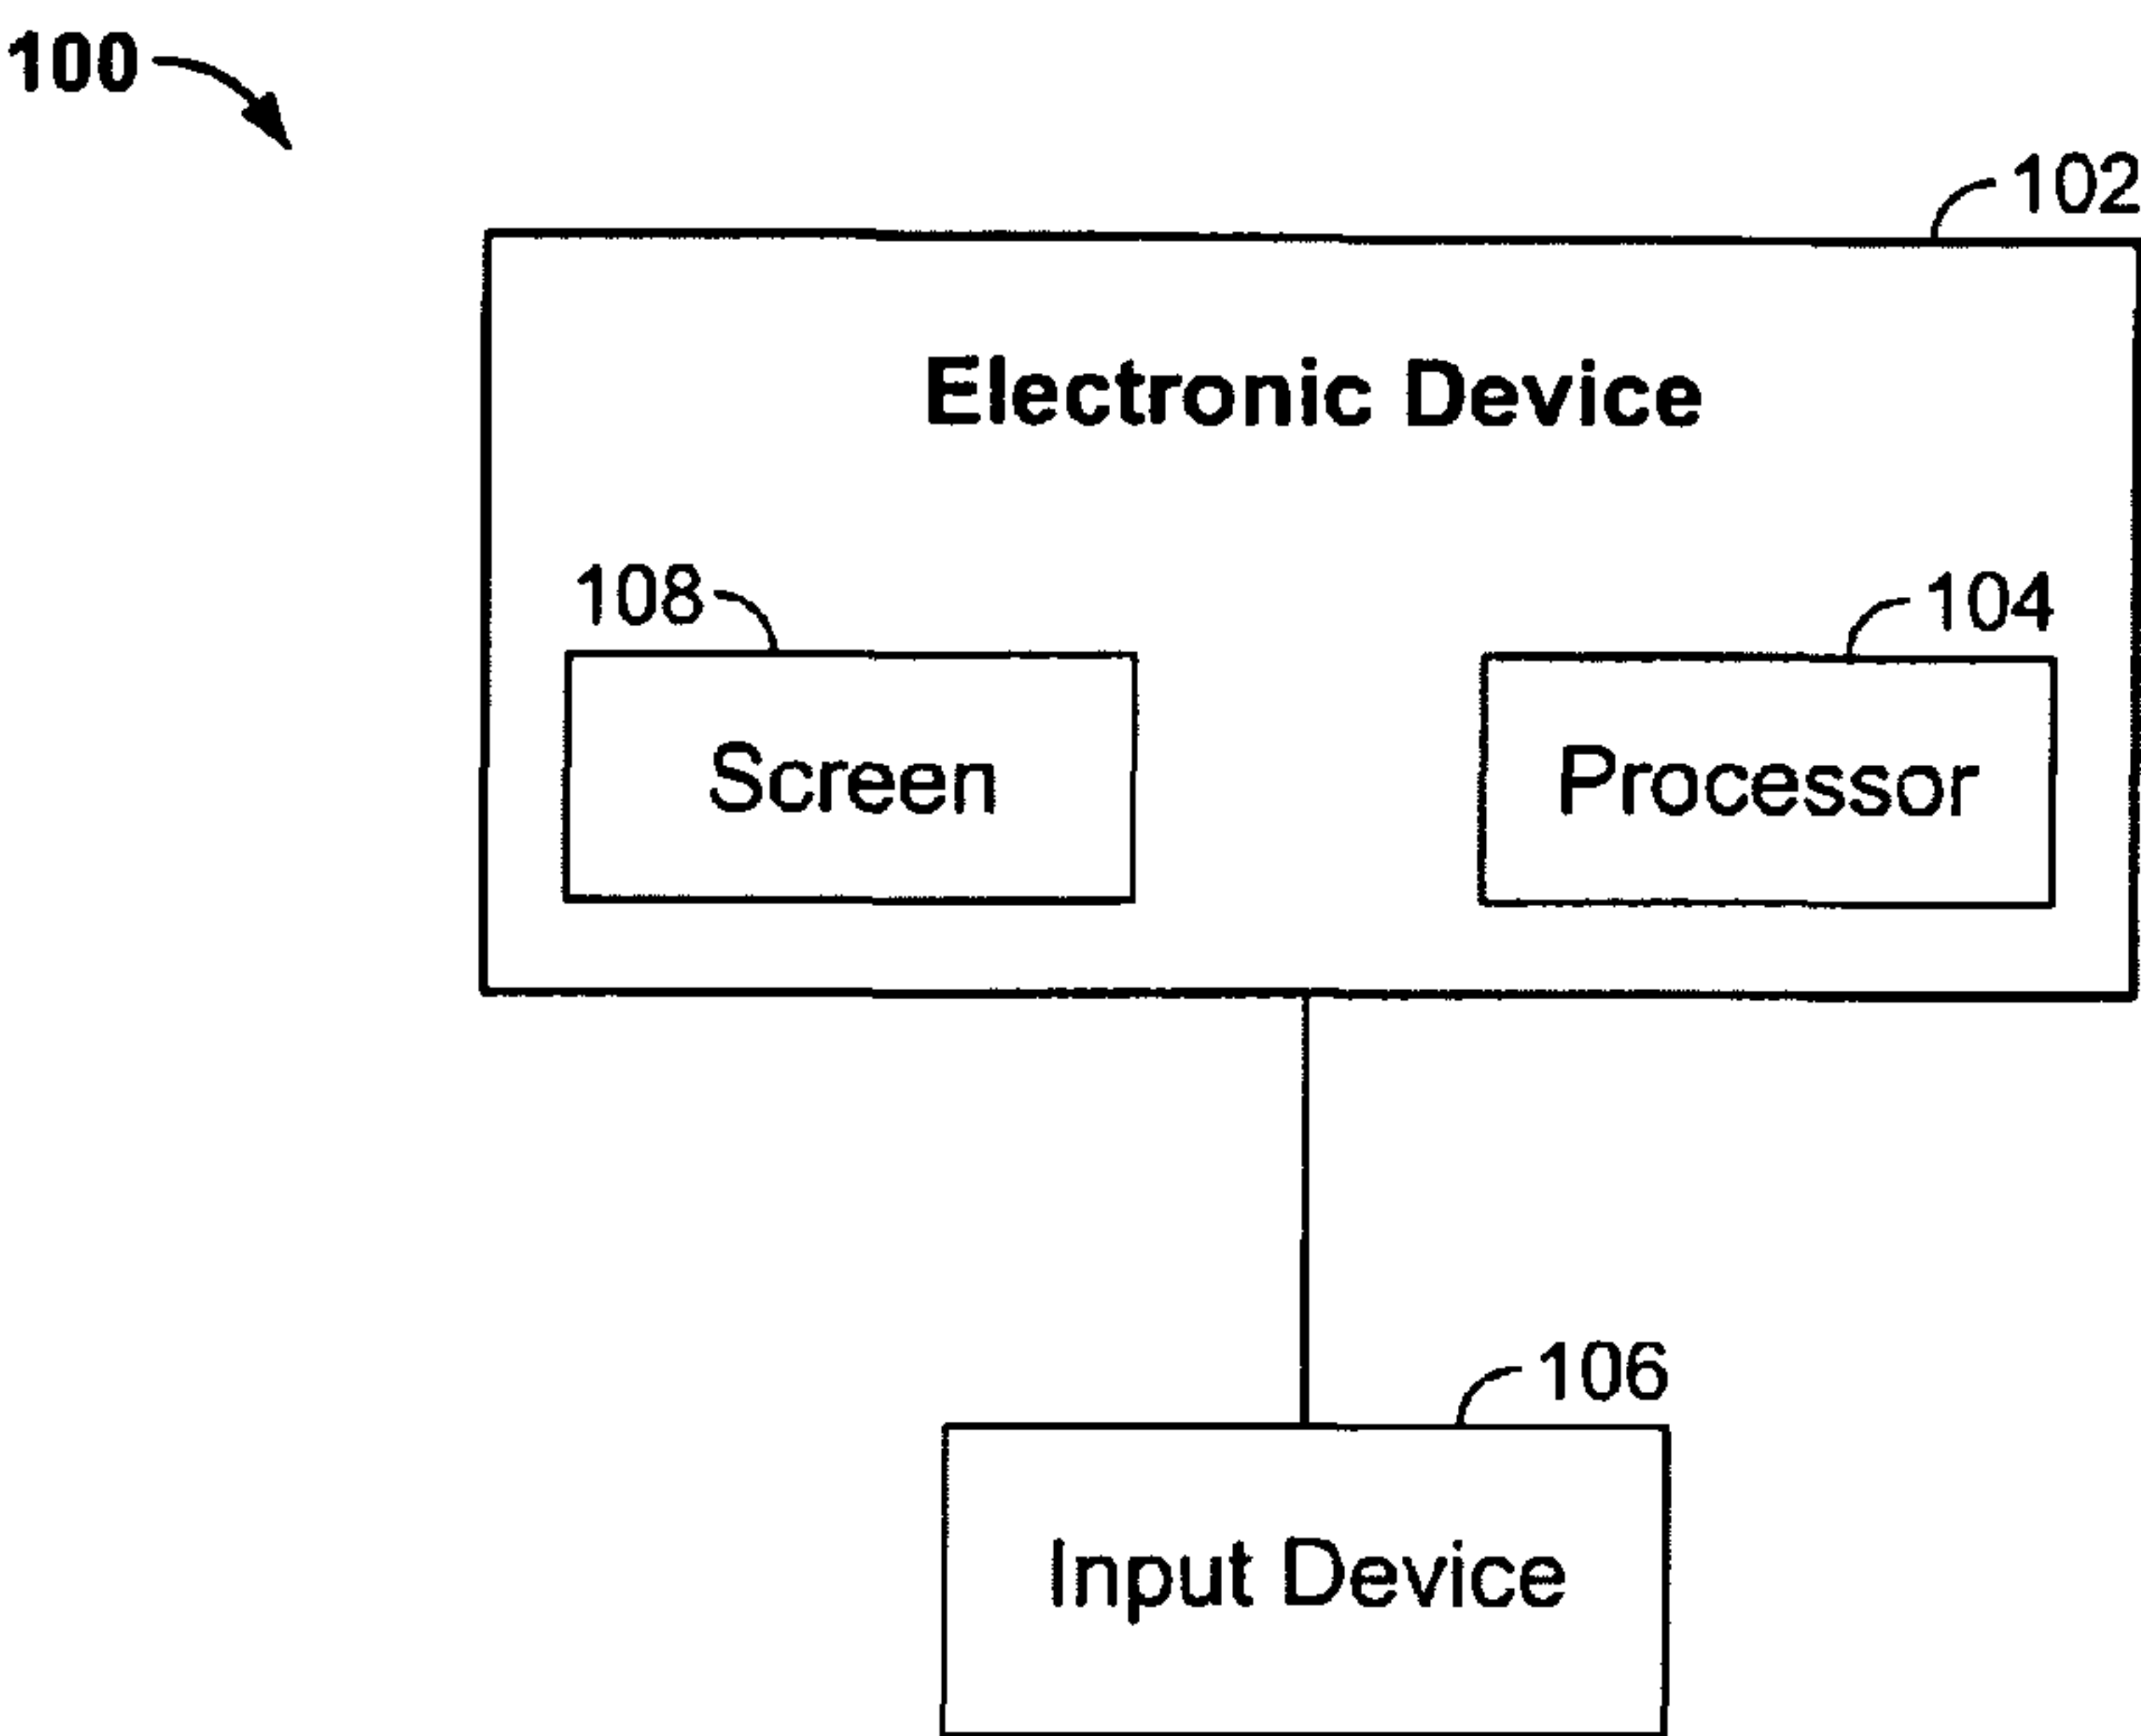 100
102
Electronic Device
108
104
Screen
Processor
106
Input Device